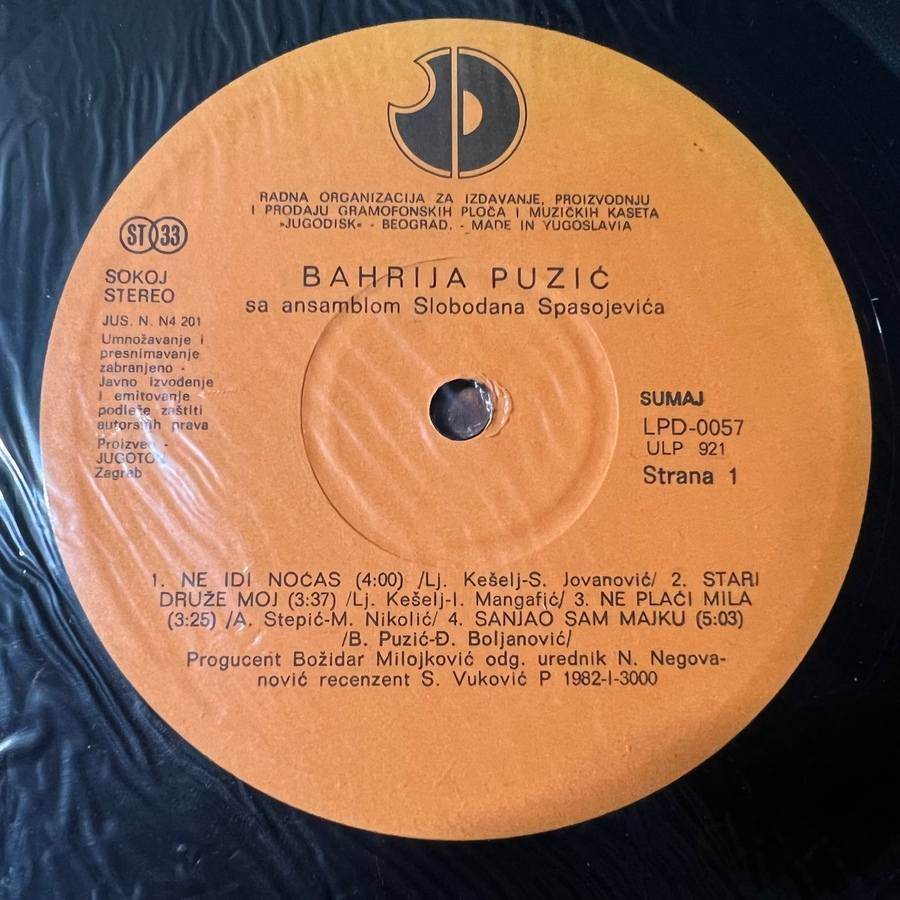 JD
RADNA ORGANIZACIJA ZA IZDAVANJE, PROIZVODNJU
I PRODAJU GRAMOFONSKIH PLOČA I MUZIČKIH KASETA
»JUGODISK« - BEOGRAD. - MADE IN YUGOSLAVIA
ST 33
SOKOJ
STEREO
JUS. N. N4 201
Umnožavanje i
presnimavanje
zabranjeno -
Javno izvođenje
i emitovanje
podleže zaštiti
autorskih prava
Proizvео -
JUGOTON
Zagreb
BAHRIJA PUZIĆ
sa ansamblom Slobodana Spasojevića
SUMAJ
LPD-0057
ULP 921
Strana 1
1. NE IDI NOĆAS (4:00) /Lj. Kešelj-S. Jovanović/ 2. STARI
DRUŽE MOJ (3:37) /Lj. Kešelj-I. Mangafić/ 3. NE PLAČI MILA
(3:25) /A. Stepić-M. Nikolić/ 4. SANJAO SAM MAJKU (5:03)
/B. Puzić-Đ. Boljanović/
Progucent Božidar Milojković odg. urednik N. Negova-
nović recenzent S. Vuković P 1982-I-3000